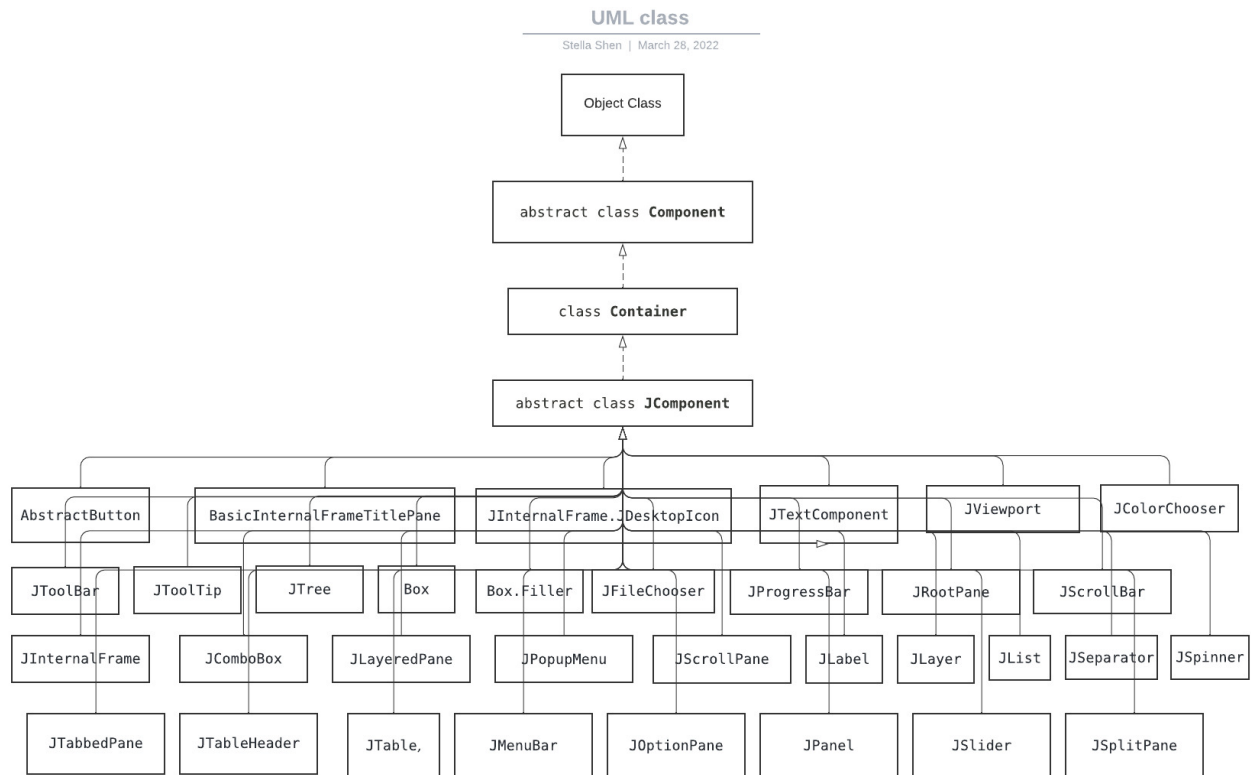 UML class
Stella Shen | March 28, 2022
Object Class
abstract class Component
class Container
abstract class JComponent
AbstractButton
BasicInternalFrameTitlePane
JInternalFrame.JDesktopIcon
JTextComponent
JViewport
JColorChooser
JToolBar
JToolTip
JTree
Box
Box.Filler
JFileChooser
JProgressBar
JRootPane
JScrollBar
JInternalFrame
JComboBox
JLayeredPane
JPopupMenu
JScrollPane
JLabel
JLayer
JList
JSeparator
JSpinner
JTabbedPane
JTableHeader
JTable,
JMenuBar
JOptionPane
JPanel
JSlider
JSplitPane